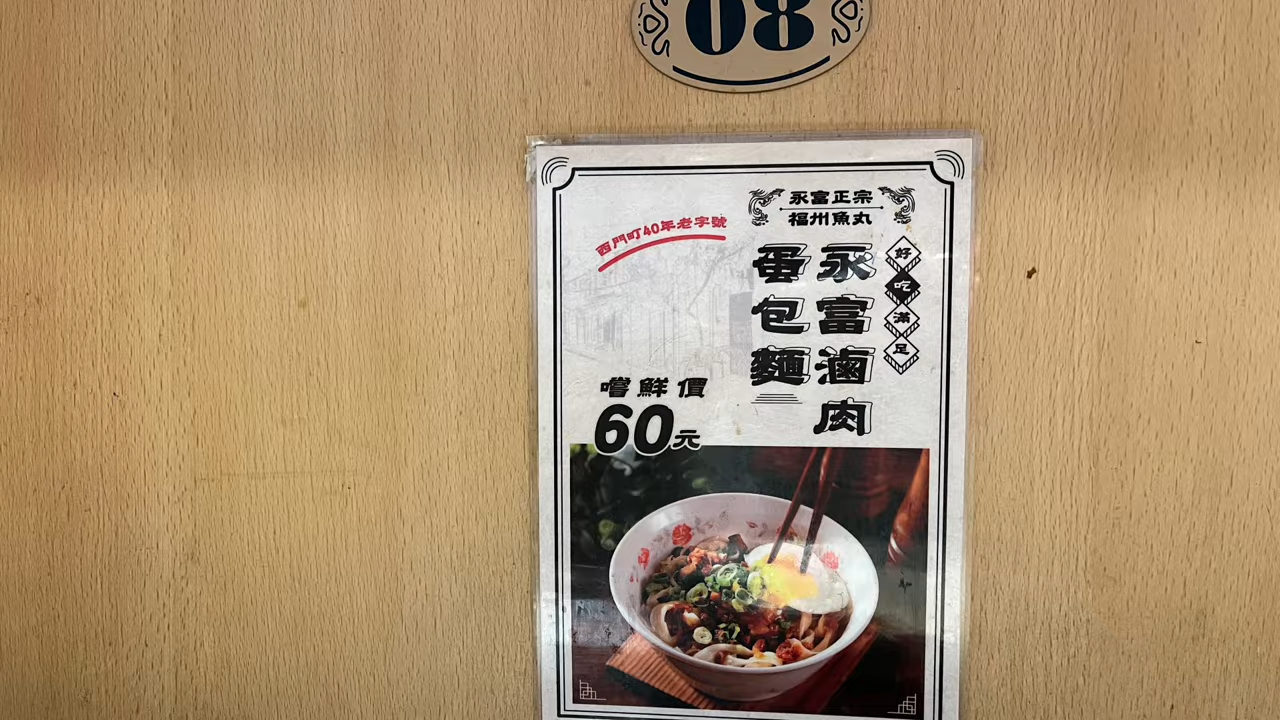 08
永富正宗
福州魚丸
西門町40年老字號
好吃滿足
永富滷肉
蛋包麵
嚐鮮價
60元